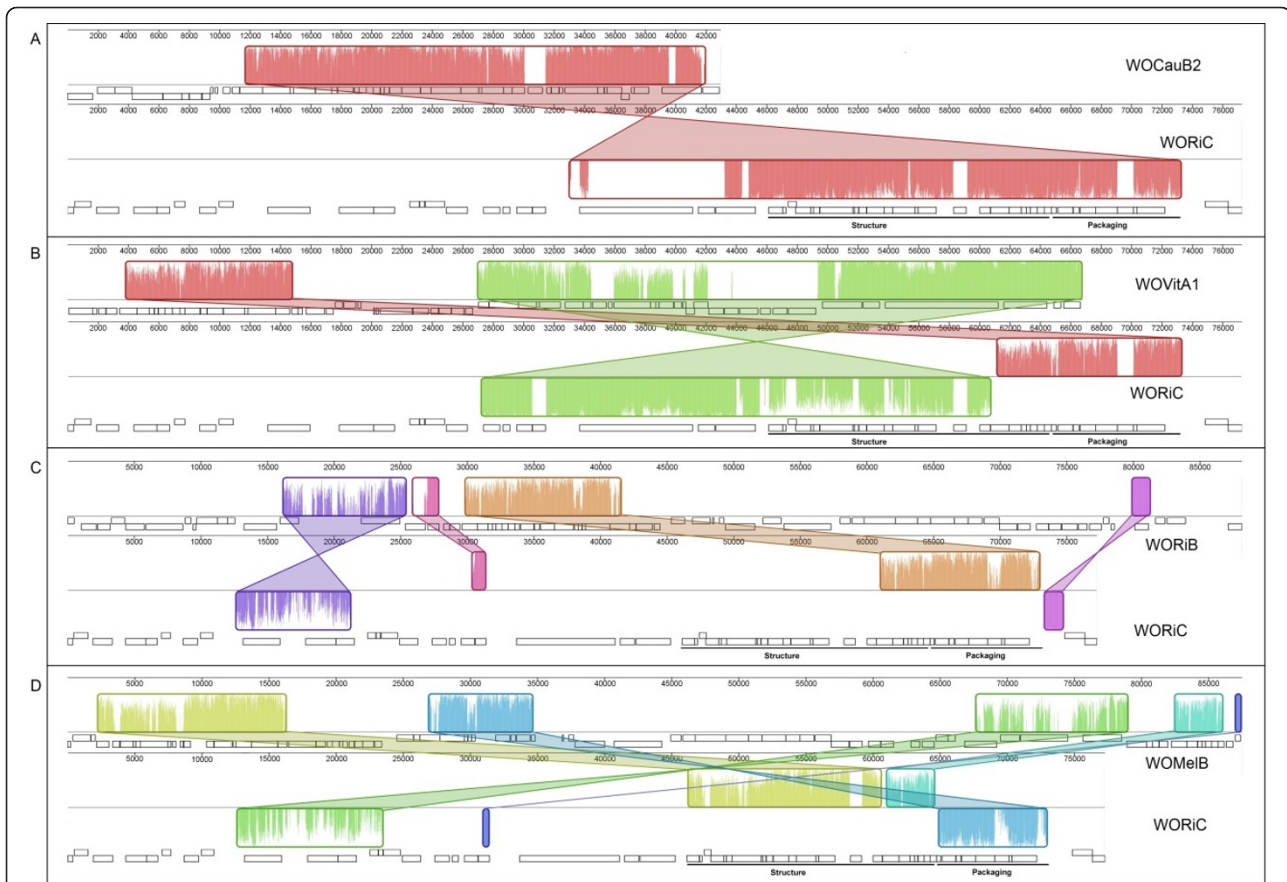 A
2000 4000 6000 8000 10000 12000 14000 16000 18000 20000 22000 24000 26000 28000 30000 32000 34000 36000 38000 40000 42000
WOCauB2
2000 4000 6000 8000 10000 12000 14000 16000 18000 20000 22000 24000 26000 28000 30000 32000 34000 36000 38000 40000 42000 44000 46000 48000 50000 52000 54000 56000 58000 60000 62000 64000 66000 68000 70000 72000 74000 76000
WORiC
Structure Packaging
B
2000 4000 6000 8000 10000 12000 14000 16000 18000 20000 22000 24000 26000 28000 30000 32000 34000 36000 38000 40000 42000 44000 46000 48000 50000 52000 54000 56000 58000 60000 62000 64000 66000 68000 70000 72000 74000 76000
WOVitA1
2000 4000 6000 8000 10000 12000 14000 16000 18000 20000 22000 24000 26000 28000 30000 32000 34000 36000 38000 40000 42000 44000 46000 48000 50000 52000 54000 56000 58000 60000 62000 64000 66000 68000 70000 72000 74000 76000
WORiC
Structure Packaging
C
5000 10000 15000 20000 25000 30000 35000 40000 45000 50000 55000 60000 65000 70000 75000 80000 85000
WORiB
5000 10000 15000 20000 25000 30000 35000 40000 45000 50000 55000 60000 65000 70000 75000
WORiC
Structure Packaging
D
5000 10000 15000 20000 25000 30000 35000 40000 45000 50000 55000 60000 65000 70000 75000 80000 85000
WOMelB
5000 10000 15000 20000 25000 30000 35000 40000 45000 50000 55000 60000 65000 70000 75000
WORiC
Structure Packaging